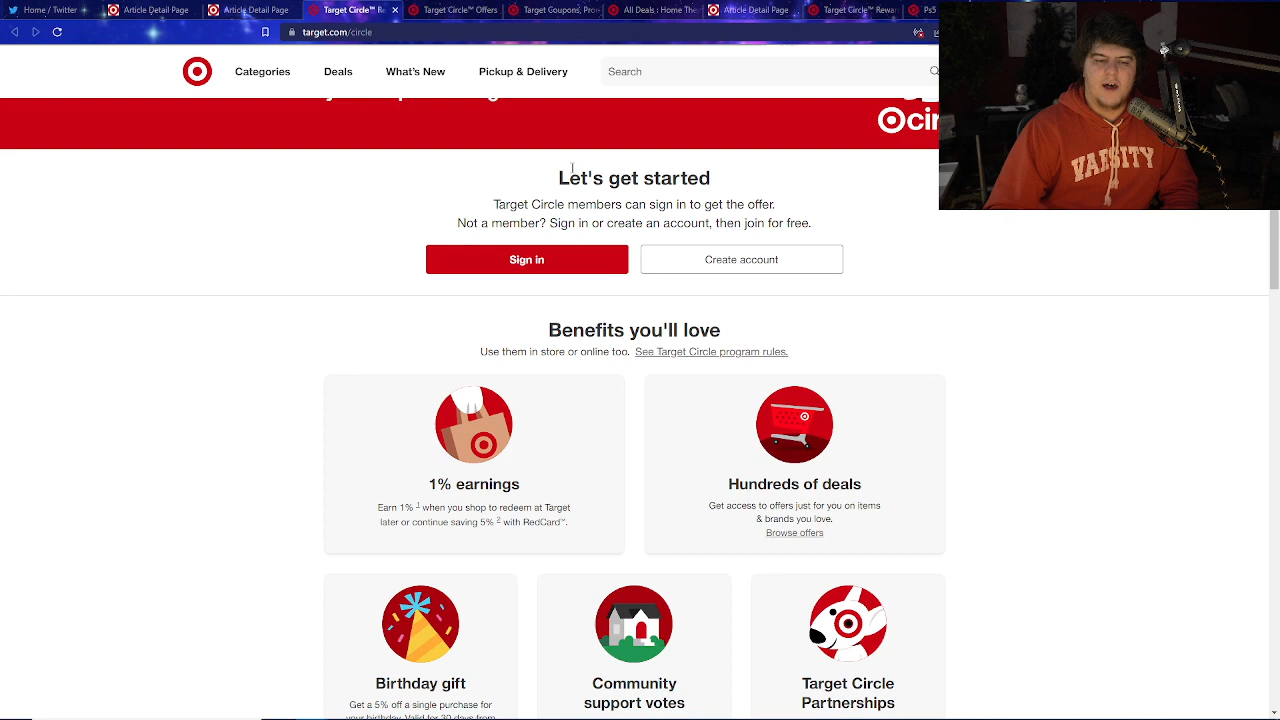 Home / Twitter
Article Detail Page
Article Detail Page
Target Circle™ Re
Target Circle™ Offers
Target Coupons, Pro
All Deals : Home The
Article Detail Page
Target Circle™ Rewar
Ps5
target.com/circle
Categories
Deals
What's New
Pickup & Delivery
Search
cir
Let's get started
Target Circle members can sign in to get the offer.
Not a member? Sign in or create an account, then join for free.
Sign in
Create account
Benefits you'll love
Use them in store or online too. See Target Circle program rules.
1% earnings
Earn 1% 1 when you shop to redeem at Target
later or continue saving 5% 2 with RedCard™.
Hundreds of deals
Get access to offers just for you on items
& brands you love.
Browse offers
Birthday gift
Get a 5% off a single purchase for
your birthday. Valid for 30 days from
Community
support votes
Target Circle
Partnerships
VARSITY